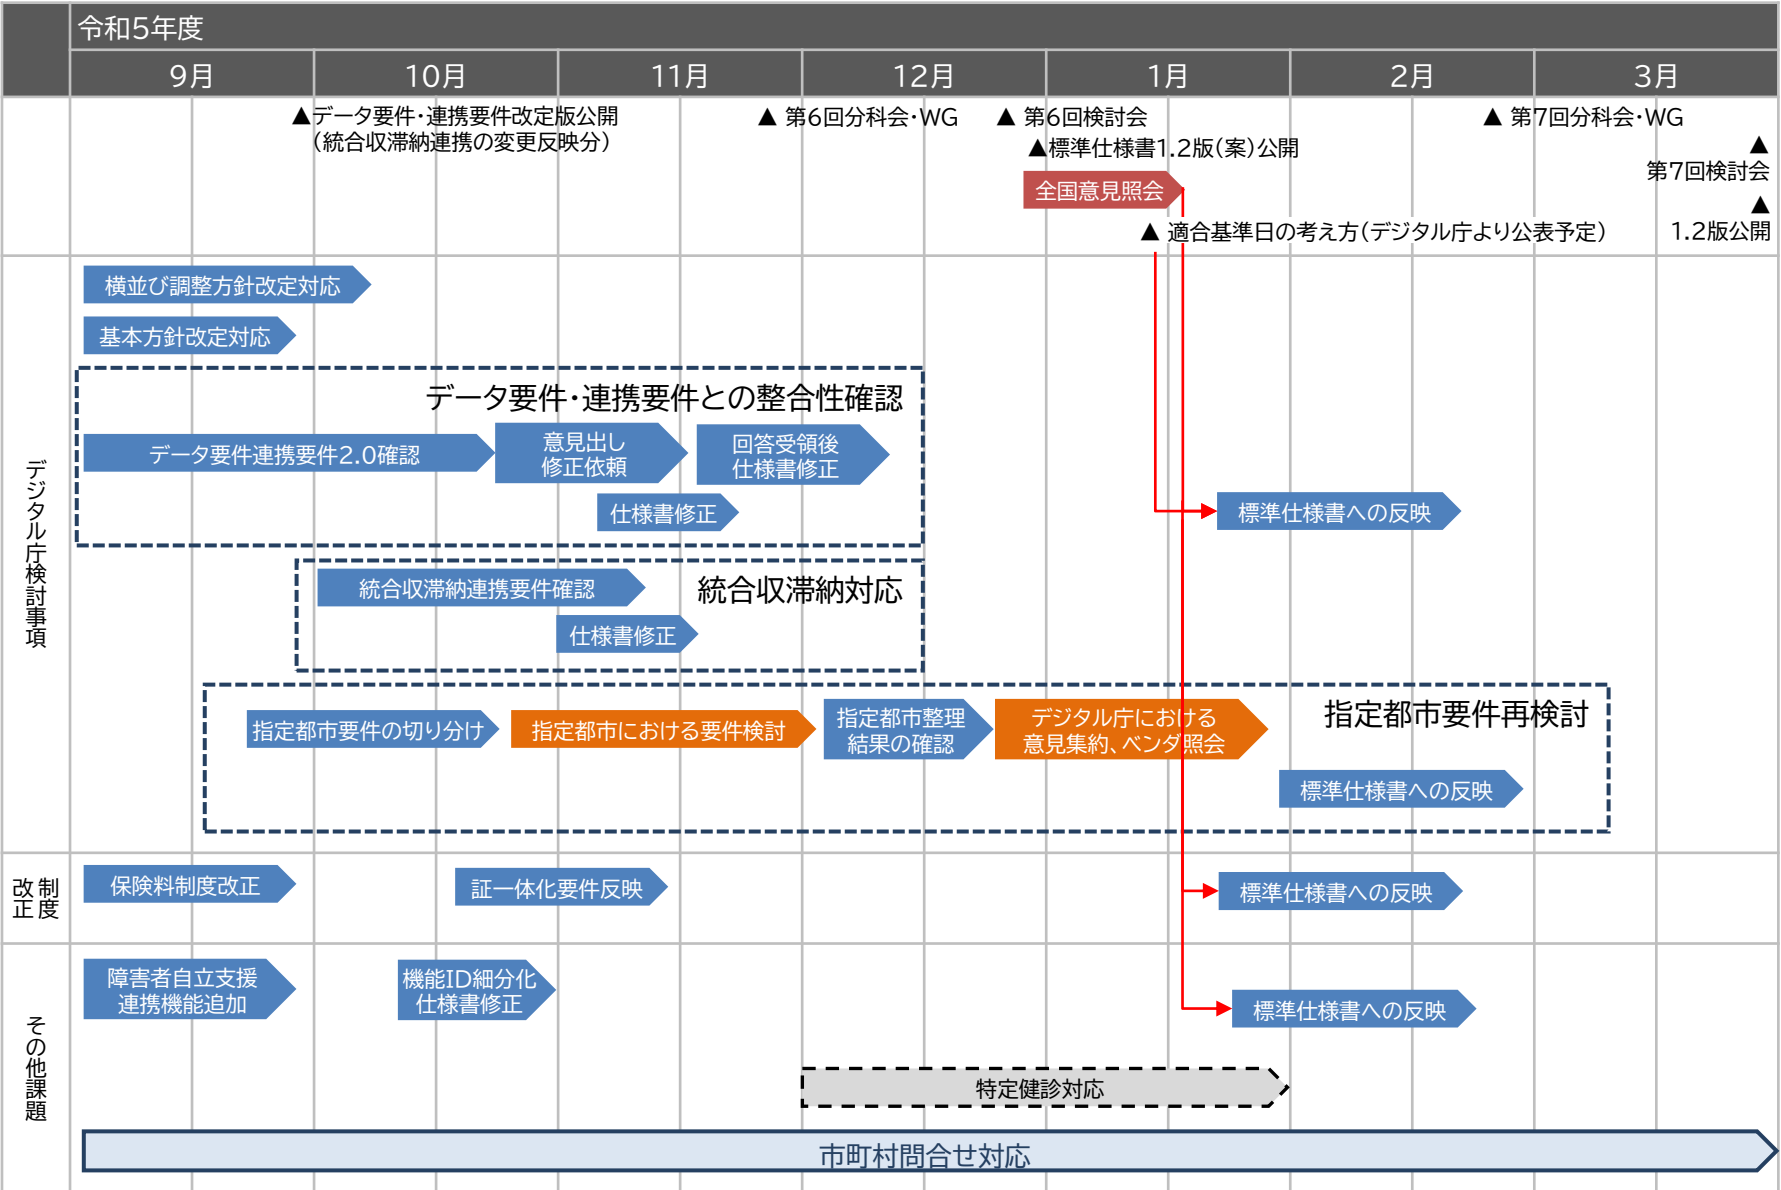 令和5年度
9月
10月
11月
12月
1月
2月
3月
▲データ要件・連携要件改定版公開
（統合収滞納連携の変更反映分）
▲ 第6回分科会・WG
▲ 第6回検討会
▲標準仕様書1.2版（案）公開
全国意見照会
▲ 適合基準日の考え方（デジタル庁より公表予定）
▲ 第7回分科会・WG
▲
第7回検討会
▲
1.2版公開
デジタル庁検討事項
横並び調整方針改定対応
基本方針改定対応
データ要件・連携要件との整合性確認
データ要件連携要件2.0確認
意見出し
修正依頼
回答受領後
仕様書修正
仕様書修正
標準仕様書への反映
統合収滞納対応
統合収滞納連携要件確認
仕様書修正
指定都市要件再検討
指定都市要件の切り分け
指定都市における要件検討
指定都市整理
結果の確認
デジタル庁における
意見集約、ベンダ照会
標準仕様書への反映
制度
改正
保険料制度改正
証一体化要件反映
標準仕様書への反映
その他課題
障害者自立支援
連携機能追加
機能ID細分化
仕様書修正
標準仕様書への反映
特定健診対応
市町村問合せ対応